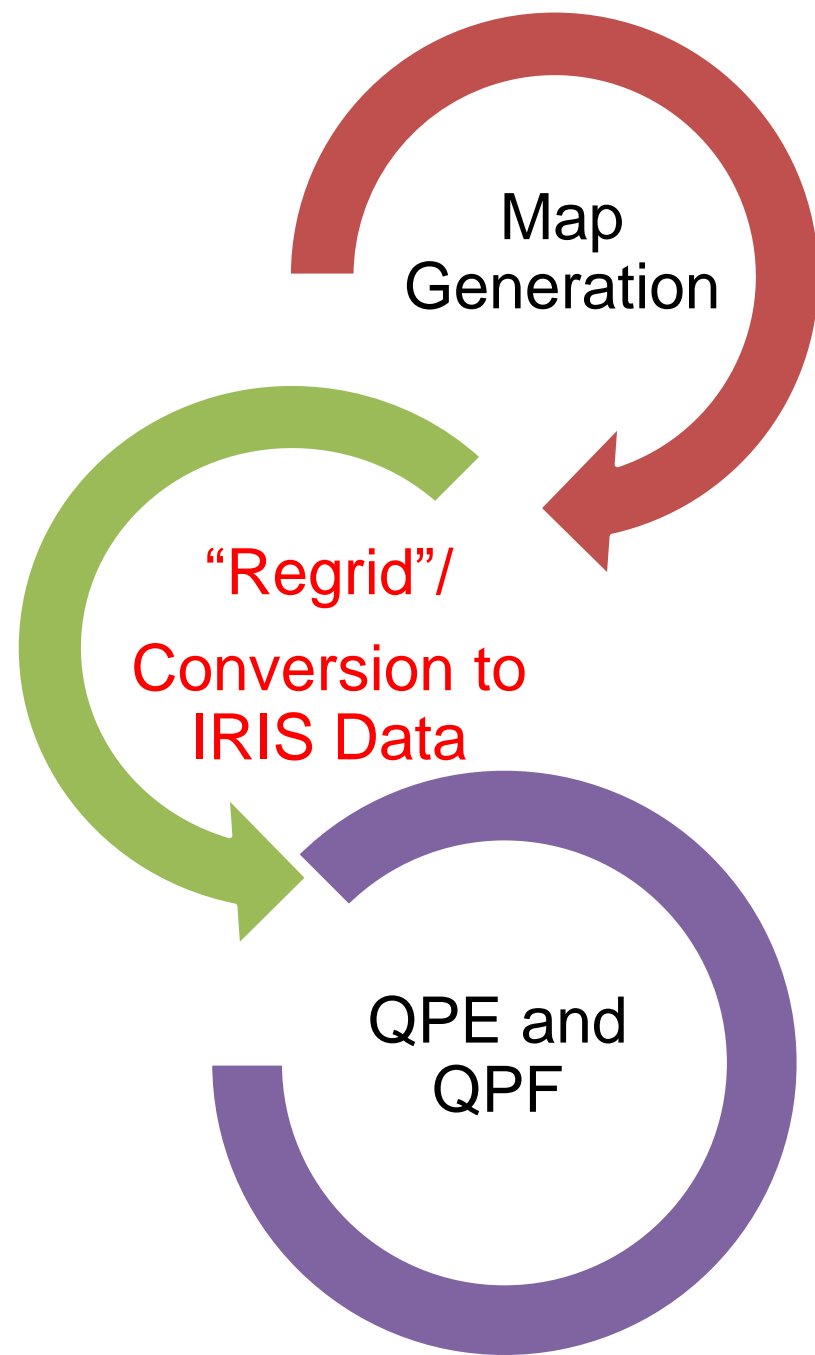 Map
Generation
“Regrid”/
Conversion to
IRIS Data
QPE and
QPF